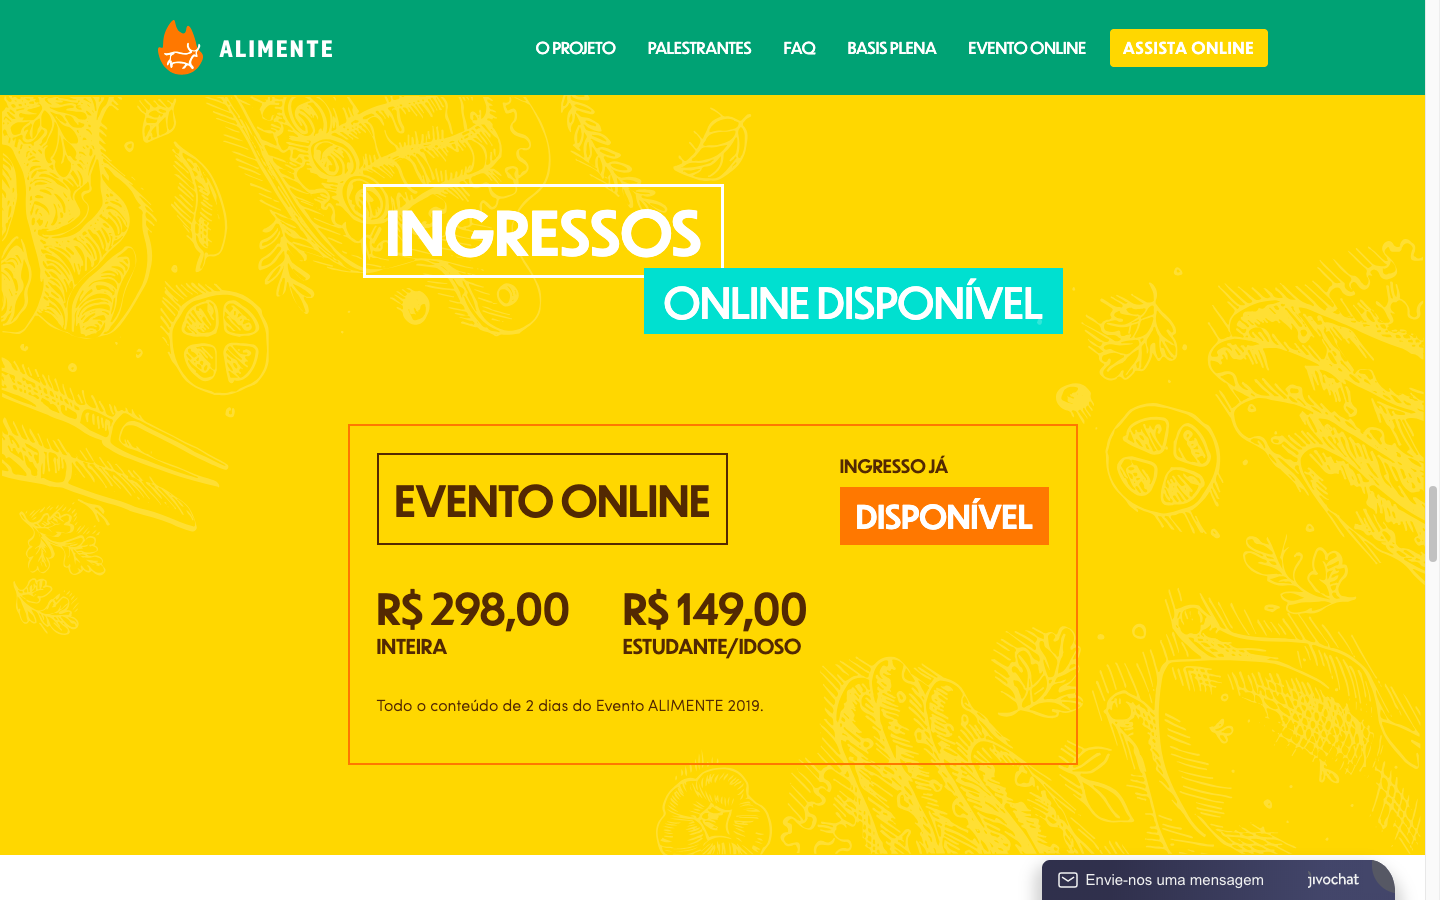 ALIMENTE
O PROJETO
PALESTRANTES
FAQ
BASIS PLENA
EVENTO ONLINE
ASSISTA ONLINE
INGRESSOS
ONLINE DISPONÍVEL
EVENTO ONLINE
INGRESSO JÁ
DISPONÍVEL
R$ 298,00
INTEIRA
R$ 149,00
ESTUDANTE/IDOSO
Todo o conteúdo de 2 dias do Evento ALIMENTE 2019.
Envie-nos uma mensagem
jivochat